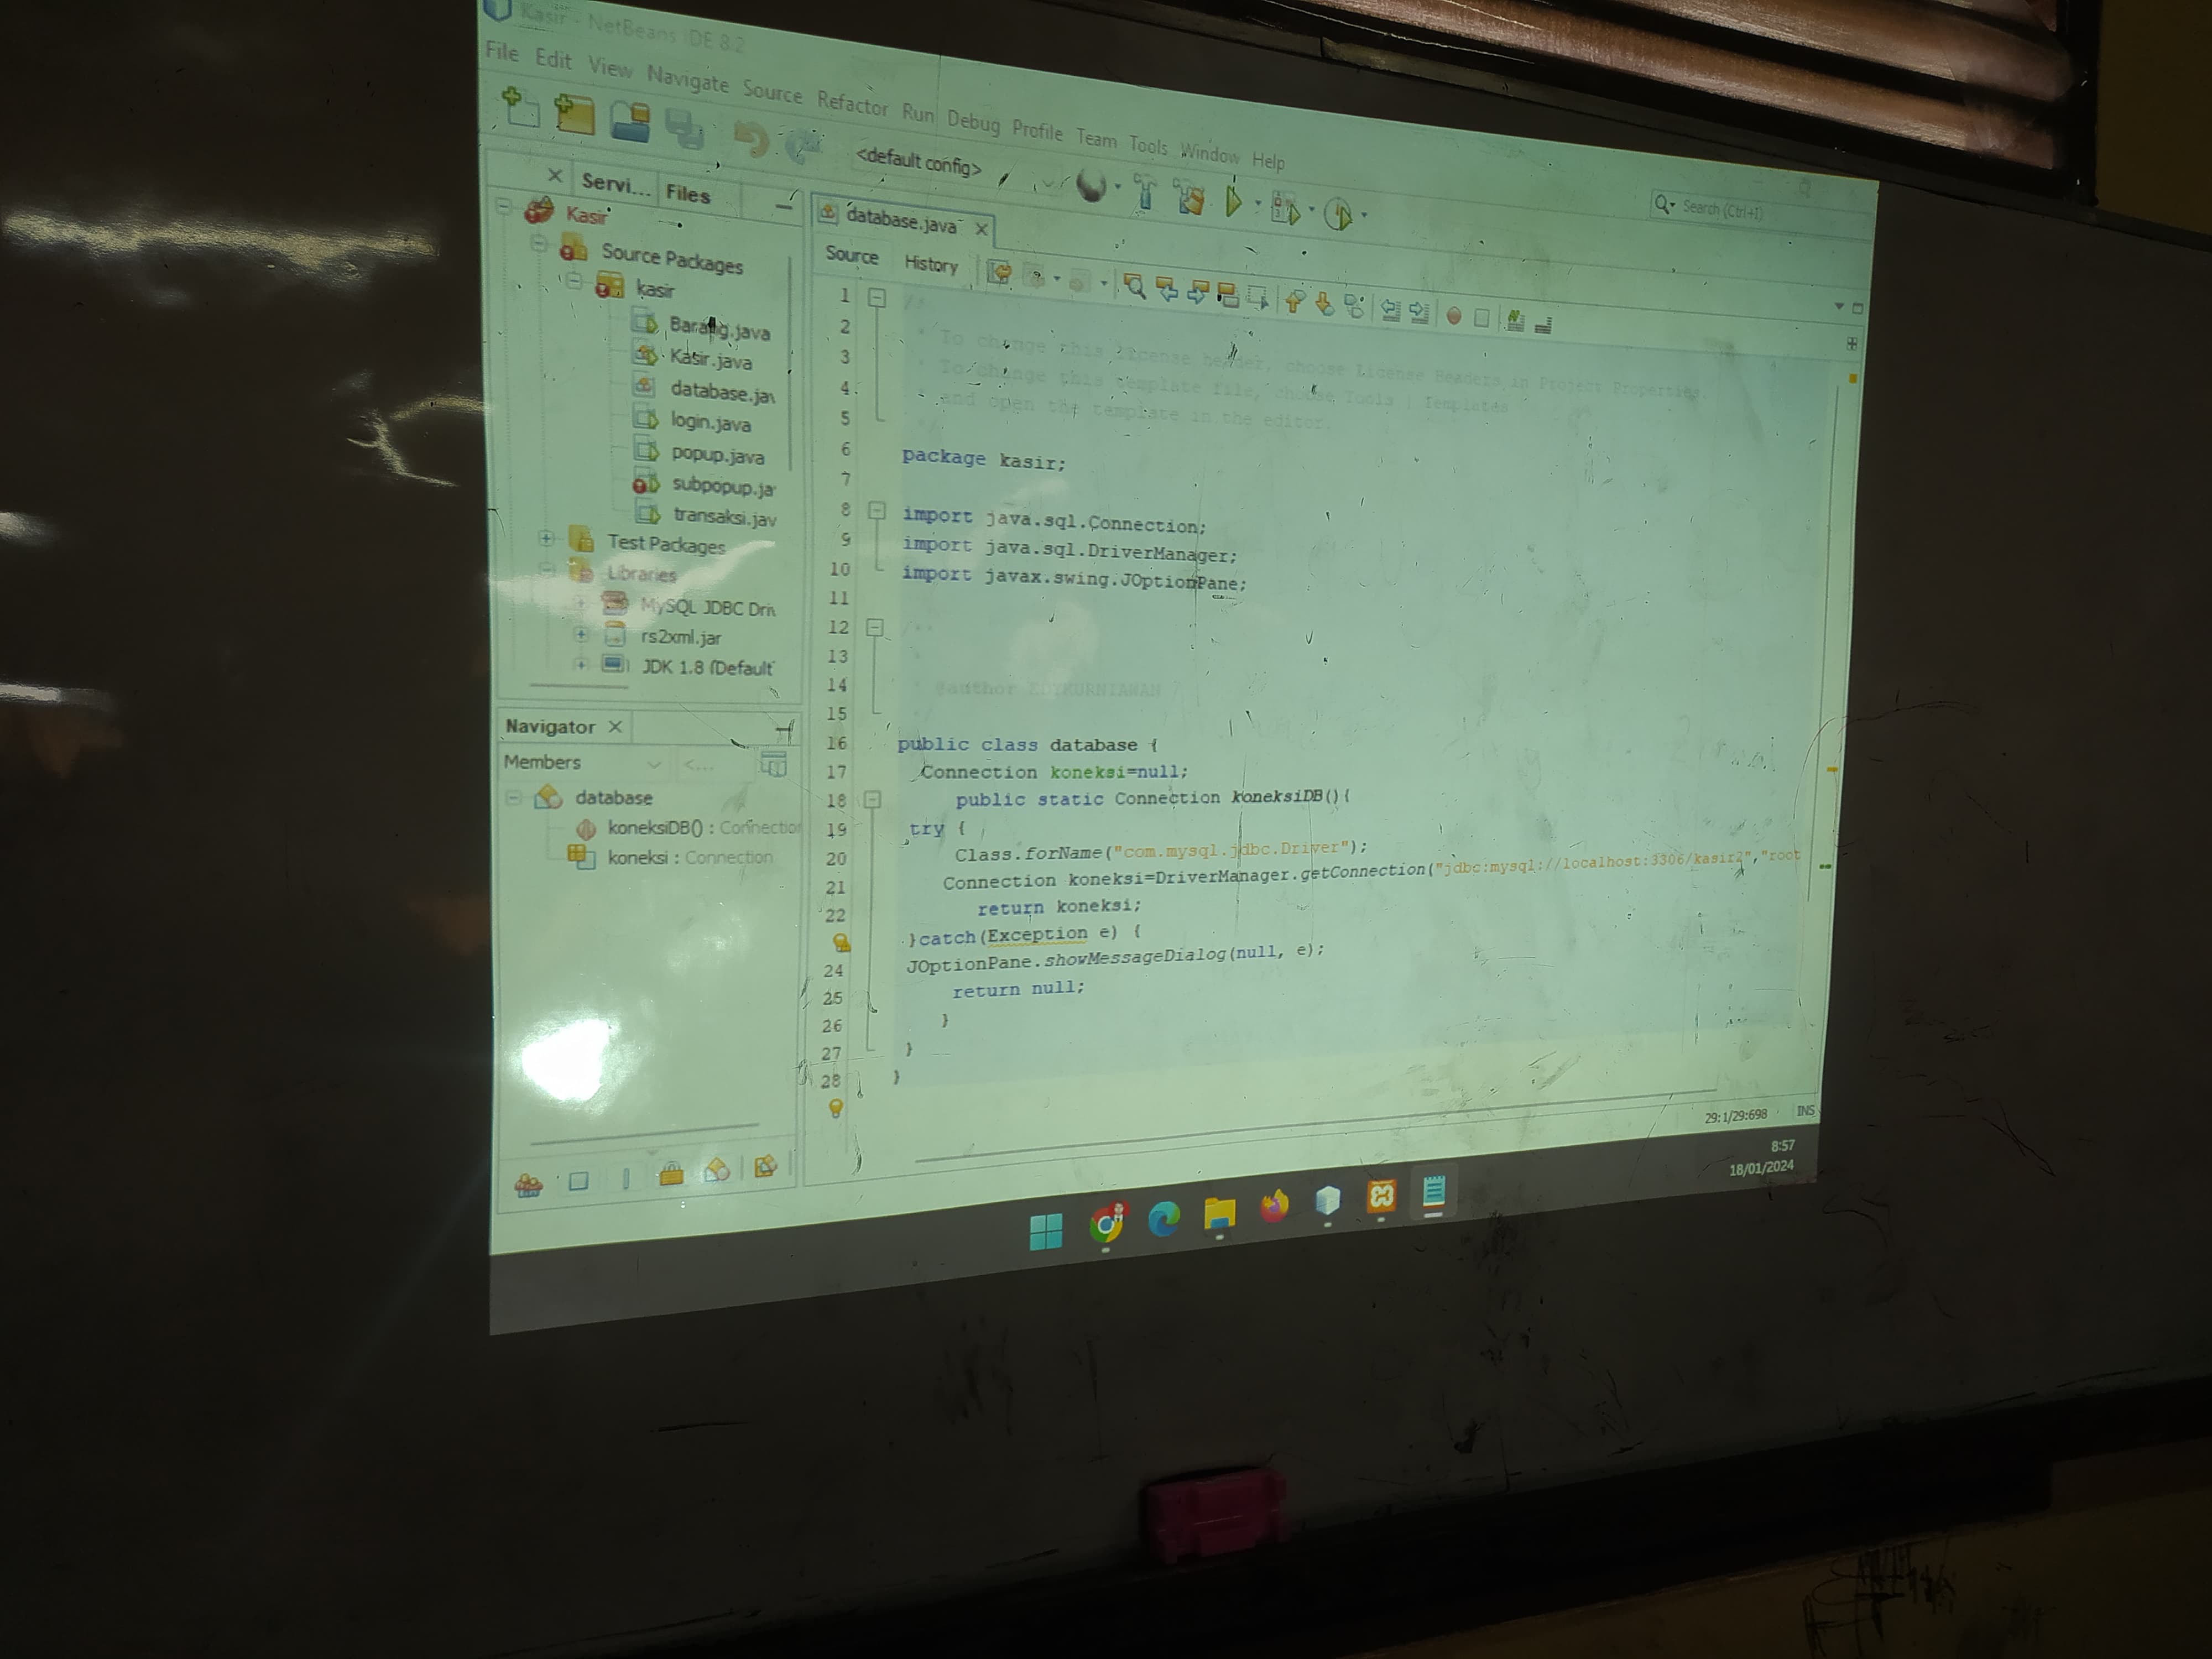 Kasir - NetBeans IDE 8.2
File Edit View Navigate Source Refactor Run Debug Profile Team Tools Window Help
<default config>
Search (Ctrl+I)
Servi... Files
Kasir
Source Packages
kasir
Barang.java
Kasir.java
database.jav
login.java
popup.java
subpopup.ja
transaksi.jav
Test Packages
Libraries
MySQL JDBC Driv
rs2xml.jar
JDK 1.8 (Default
Navigator
Members <...
database
koneksiDB() : Connection
koneksi : Connection
database.java
Source History
1 /*
2 * To change this license header, choose License Headers in Project Properties
3 * To change this template file, choose Tools | Templates
4 * and open the template in the editor.
5
6 package kasir;
7
8 import java.sql.Connection;
9 import java.sql.DriverManager;
10 import javax.swing.JOptionPane;
11
12 /**
13
14 * @author
15
16 public class database {
17 Connection koneksi=null;
18 public static Connection koneksiDB(){
19 try {
20 Class.forName("com.mysql.jdbc.Driver");
21 Connection koneksi=DriverManager.getConnection("jdbc:mysql://localhost:3306/kasir2","root
22 return koneksi;
}catch(Exception e) {
24 JOptionPane.showMessageDialog(null, e);
25 return null;
26 }
27 }
28 }
29:1/29:698 INS
8:57
18/01/2024